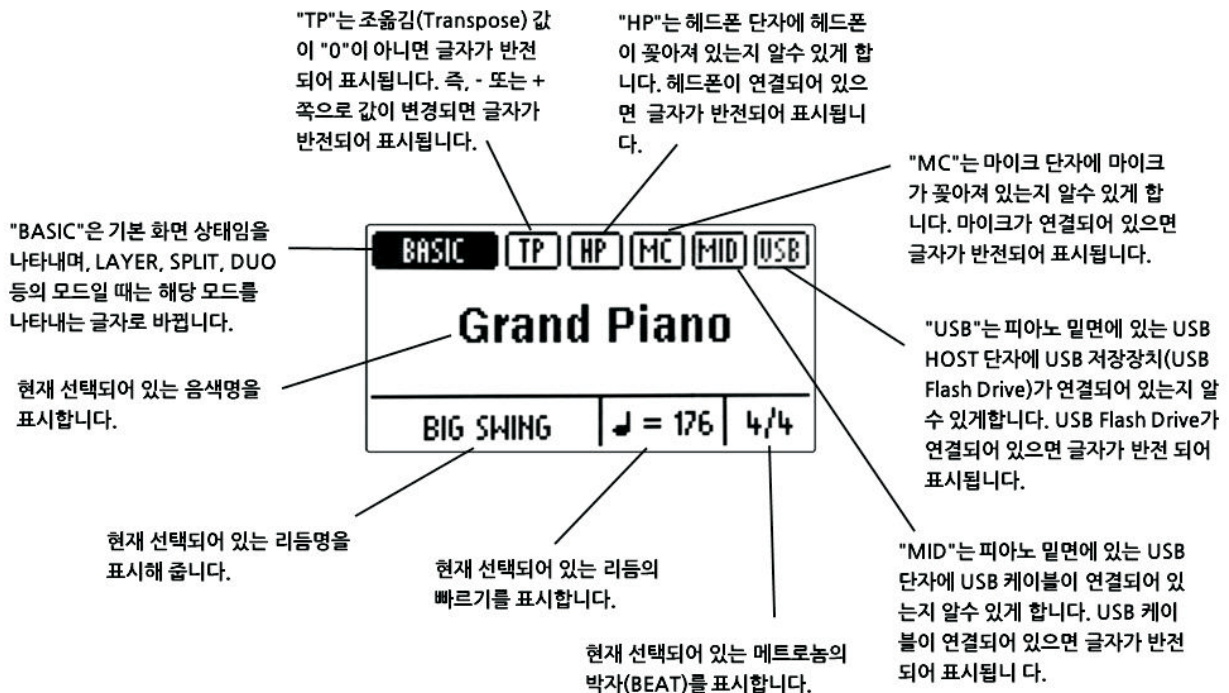 "TP"는 조옮김(Transpose) 값
이 "0"이 아니면 글자가 반전
되어 표시됩니다. 즉, - 또는 +
쪽으로 값이 변경되면 글자가
반전되어 표시됩니다.
"HP"는 헤드폰 단자에 헤드폰
이 꽂아져 있는지 알수 있게 합
니다. 헤드폰이 연결되어 있으
면 글자가 반전되어 표시됩니
다.
"MC"는 마이크 단자에 마이크
가 꽂아져 있는지 알수 있게 합
니다. 마이크가 연결되어 있으면
글자가 반전되어 표시됩니다.
"BASIC"은 기본 화면 상태임을
나타내며, LAYER, SPLIT, DUO
등의 모드일 때는 해당 모드를
나타내는 글자로 바뀝니다.
BASIC TP HP MC MID USB
Grand Piano
BIG SWING ♩ = 176 4/4
현재 선택되어 있는 음색명을
표시합니다.
"USB"는 피아노 밑면에 있는 USB
HOST 단자에 USB 저장장치(USB
Flash Drive)가 연결되어 있는지 알
수 있게합니다. USB Flash Drive가
연결되어 있으면 글자가 반전 되어
표시됩니다.
현재 선택되어 있는 리듬명을
표시해 줍니다.
현재 선택되어 있는 리듬의
빠르기를 표시합니다.
현재 선택되어 있는 메트로놈의
박자(BEAT)를 표시합니다.
"MID"는 피아노 밑면에 있는 USB
단자에 USB 케이블이 연결되어 있
는지 알수 있게 합니다. USB 케이
블이 연결되어 있으면 글자가 반전
되어 표시됩니 다.